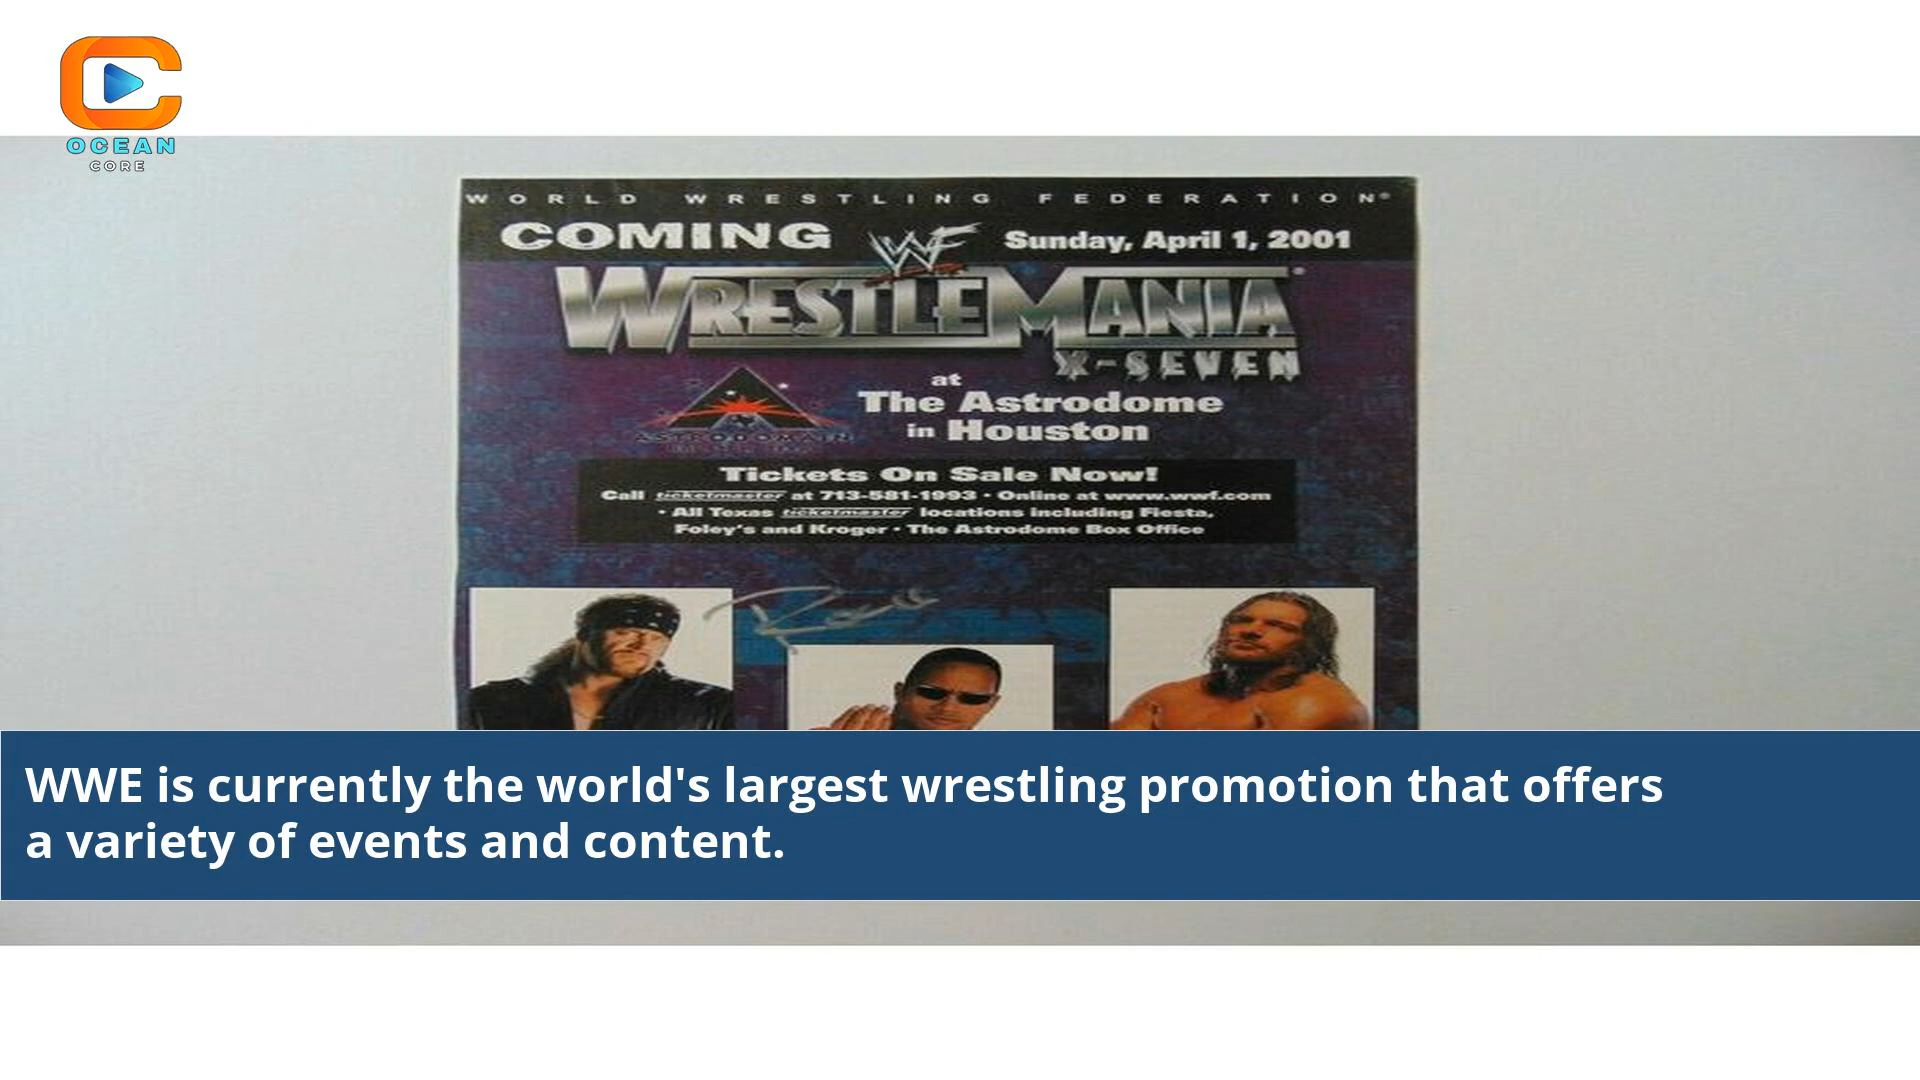 OCEAN
CORE
WORLD WRESTLING FEDERATION®
COMING
WF
Sunday, April 1, 2001
WRESTLEMANIA
X-SEVEN
at
The Astrodome
in Houston
ASTRODOMAIN
Tickets On Sale Now!
Call ticketmaster at 713-581-1993 • Online at www.wwf.com
• All Texas ticketmaster locations including Fiesta,
Foley's and Kroger • The Astrodome Box Office
WWE is currently the world's largest wrestling promotion that offers
a variety of events and content.